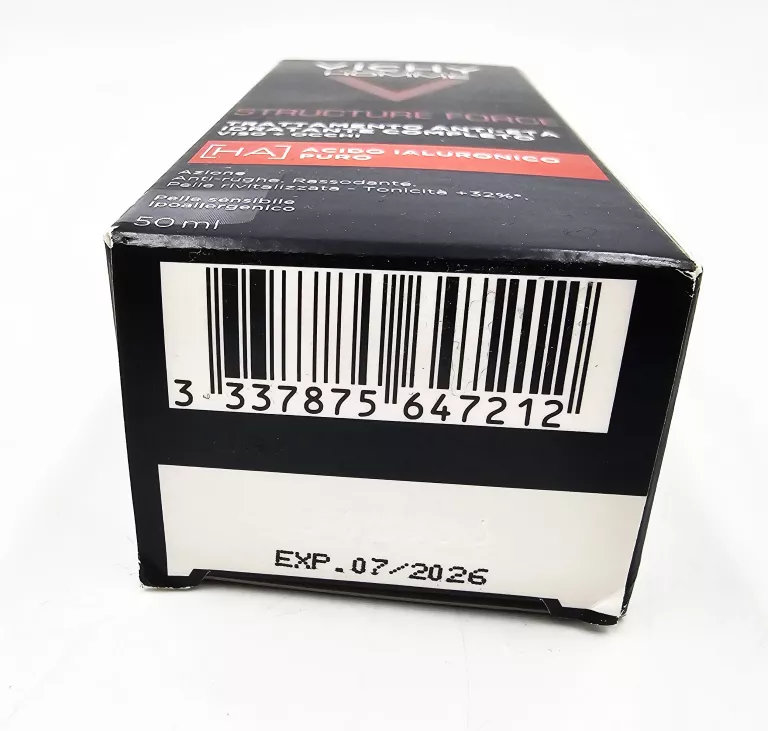 VICHY
HOMME
STRUCTURE FORCE
TRATTAMENTO ANTI-ETÀ
IDRATANTE COMPLETO
VISO + OCCHI
[HA] ACIDO IALURONICO
PURO
Azione
Anti-rughe. Rassodante.
Pelle rivitalizzata - Tonicità +32%*.
Pelle sensibile
Ipoallergenico
50 ml
3 337875 647212
EXP.07/2026